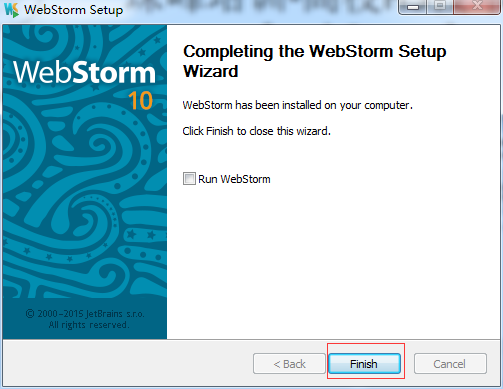 WebStorm Setup
WebStorm
10
Completing the WebStorm Setup
Wizard
WebStorm has been installed on your computer.
Click Finish to close this wizard.
Run WebStorm
© 2000-2015 JetBrains s.r.o.
All rights reserved.
< Back
Finish
Cancel